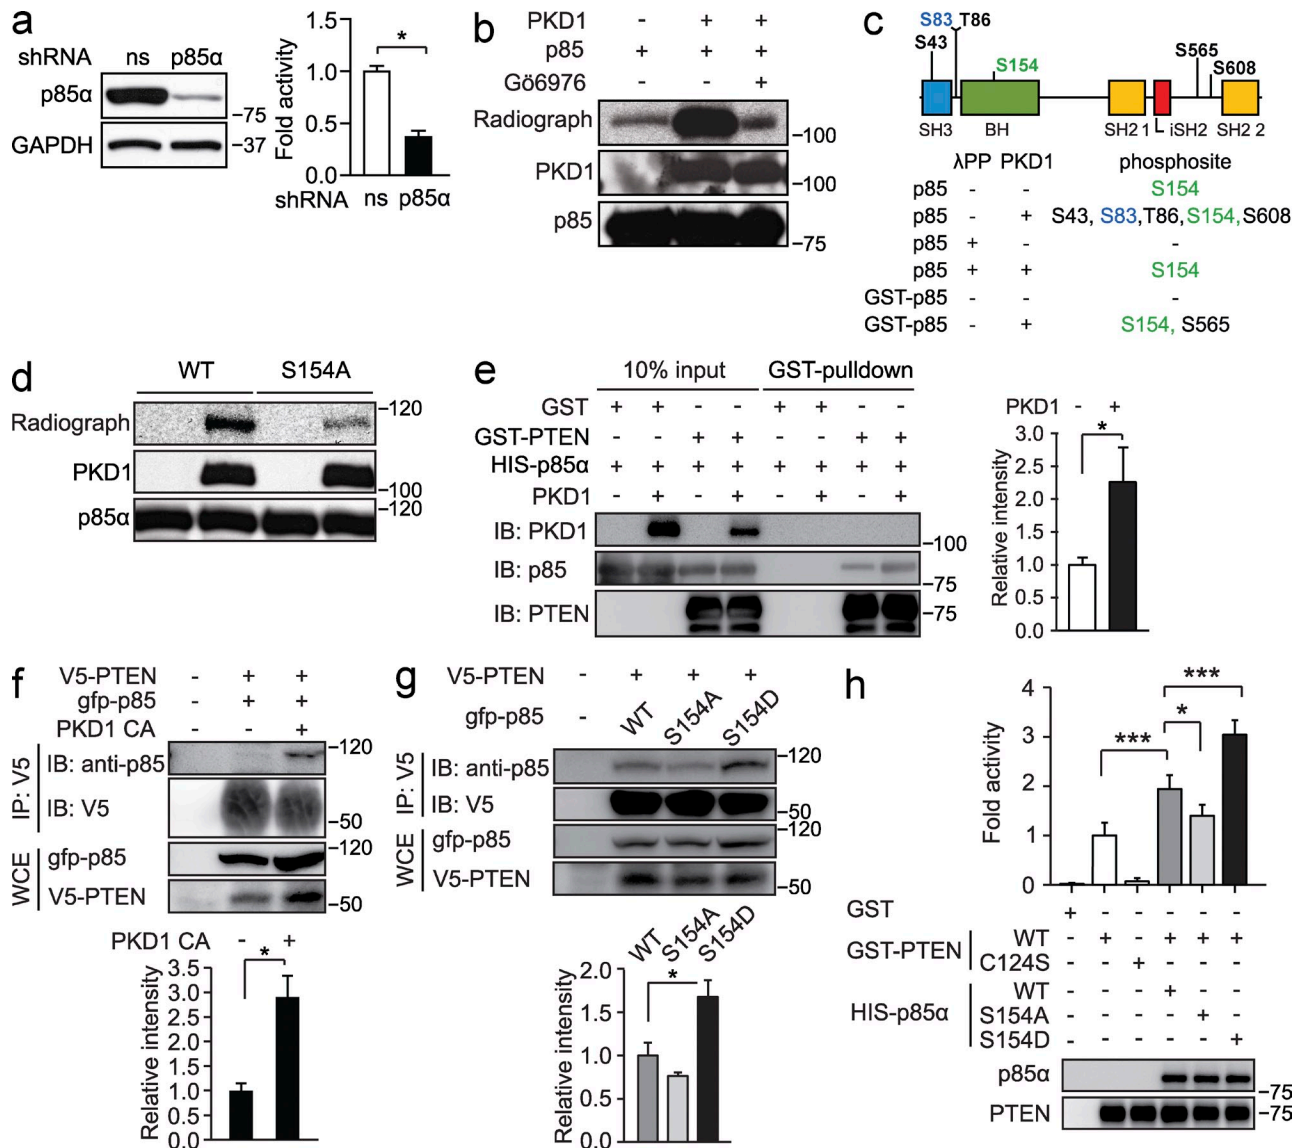 a
shRNA ns p85α
p85α
–75
GAPDH –37
Fold activity
1.5
1.0
0.5
0.0
*
shRNA ns p85α
b
PKD1 - + +
p85 + + +
Gö6976 - - +
Radiograph –100
PKD1 –100
p85 –75
c
S83 T86
S43
S154
S565
S608
SH3 BH SH2 1 iSH2 SH2 2
λPP PKD1 phosphosite
p85 - - S154
p85 - + S43, S83,T86,S154,S608
p85 + - -
p85 + + S154
GST-p85 - - -
GST-p85 - + S154, S565
d
WT S154A
Radiograph –120
PKD1 –100
p85α –120
e
10% input GST-pulldown
GST + + - - + + - -
GST-PTEN - - + + - - + +
HIS-p85α + + + + + + + +
PKD1 - + - + - + - +
IB: PKD1 –100
IB: p85 –75
IB: PTEN –75
PKD1 - +
*
Relative intensity
3.0
2.5
2.0
1.5
1.0
0.5
0.0
f
V5-PTEN - + +
gfp-p85 - + +
PKD1 CA - - +
IP: V5
IB: anti-p85 –120
IB: V5 –50
WCE
gfp-p85 –120
V5-PTEN –50
PKD1 CA - +
*
Relative intensity
3.5
3.0
2.5
2.0
1.5
1.0
0.5
0.0
g
V5-PTEN - + + +
gfp-p85 - WT S154A S154D
IP: V5
IB: anti-p85 –120
IB: V5 –50
WCE
gfp-p85 –120
V5-PTEN –50
WT S154A S154D
*
Relative intensity
2.0
1.5
1.0
0.5
0.0
h
Fold activity
4
3
2
1
0
***
*
***
GST + - - - - -
GST-PTEN
WT - + - + + +
C124S - - + - - -
HIS-p85α
WT - - - + - -
S154A - - - - + -
S154D - - - - - +
p85α –75
PTEN –75